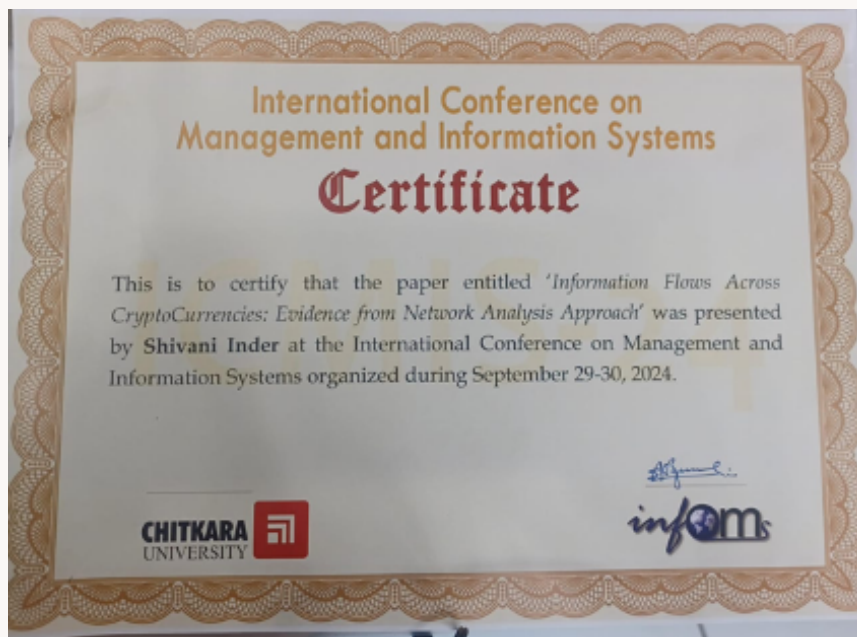 International Conference on
Management and Information Systems
Certificate
This is to certify that the paper entitled 'Information Flows Across
CryptoCurrencies: Evidence from Network Analysis Approach' was presented
by Shivani Inder at the International Conference on Management and
Information Systems organized during September 29-30, 2024.
CHITKARA
UNIVERSITY
infoms